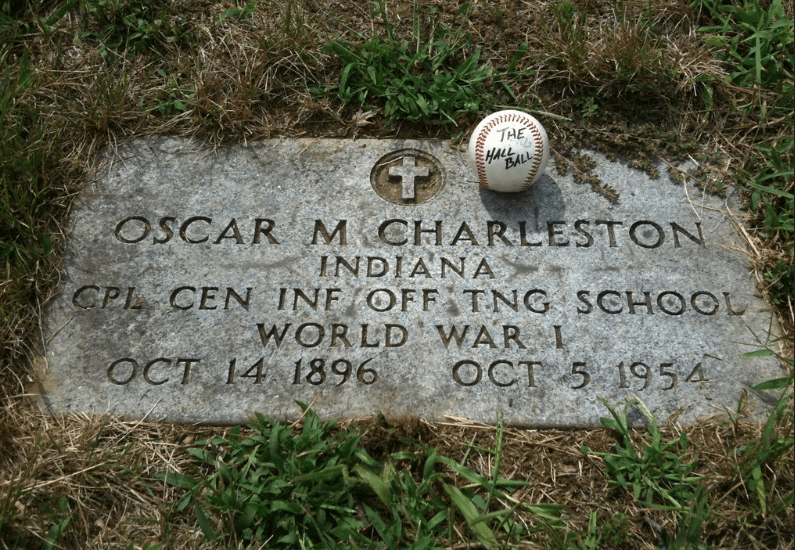 THE
HALL
BALL
OSCAR M CHARLESTON
INDIANA
CPL CEN INF OFF TNG SCHOOL
WORLD WAR I
OCT 14 1896 OCT 5 1954